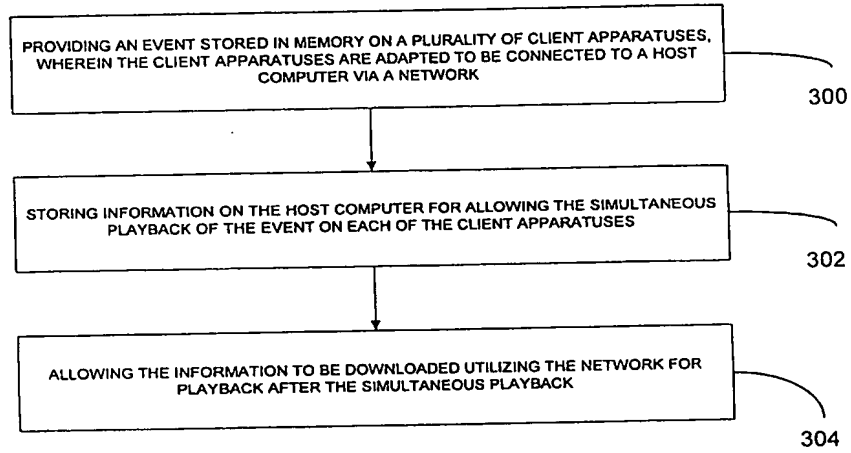 PROVIDING AN EVENT STORED IN MEMORY ON A PLURALITY OF CLIENT APPARATUSES,
WHEREIN THE CLIENT APPARATUSES ARE ADAPTED TO BE CONNECTED TO A HOST
COMPUTER VIA A NETWORK
300
STORING INFORMATION ON THE HOST COMPUTER FOR ALLOWING THE SIMULTANEOUS
PLAYBACK OF THE EVENT ON EACH OF THE CLIENT APPARATUSES
302
ALLOWING THE INFORMATION TO BE DOWNLOADED UTILIZING THE NETWORK FOR
PLAYBACK AFTER THE SIMULTANEOUS PLAYBACK
304